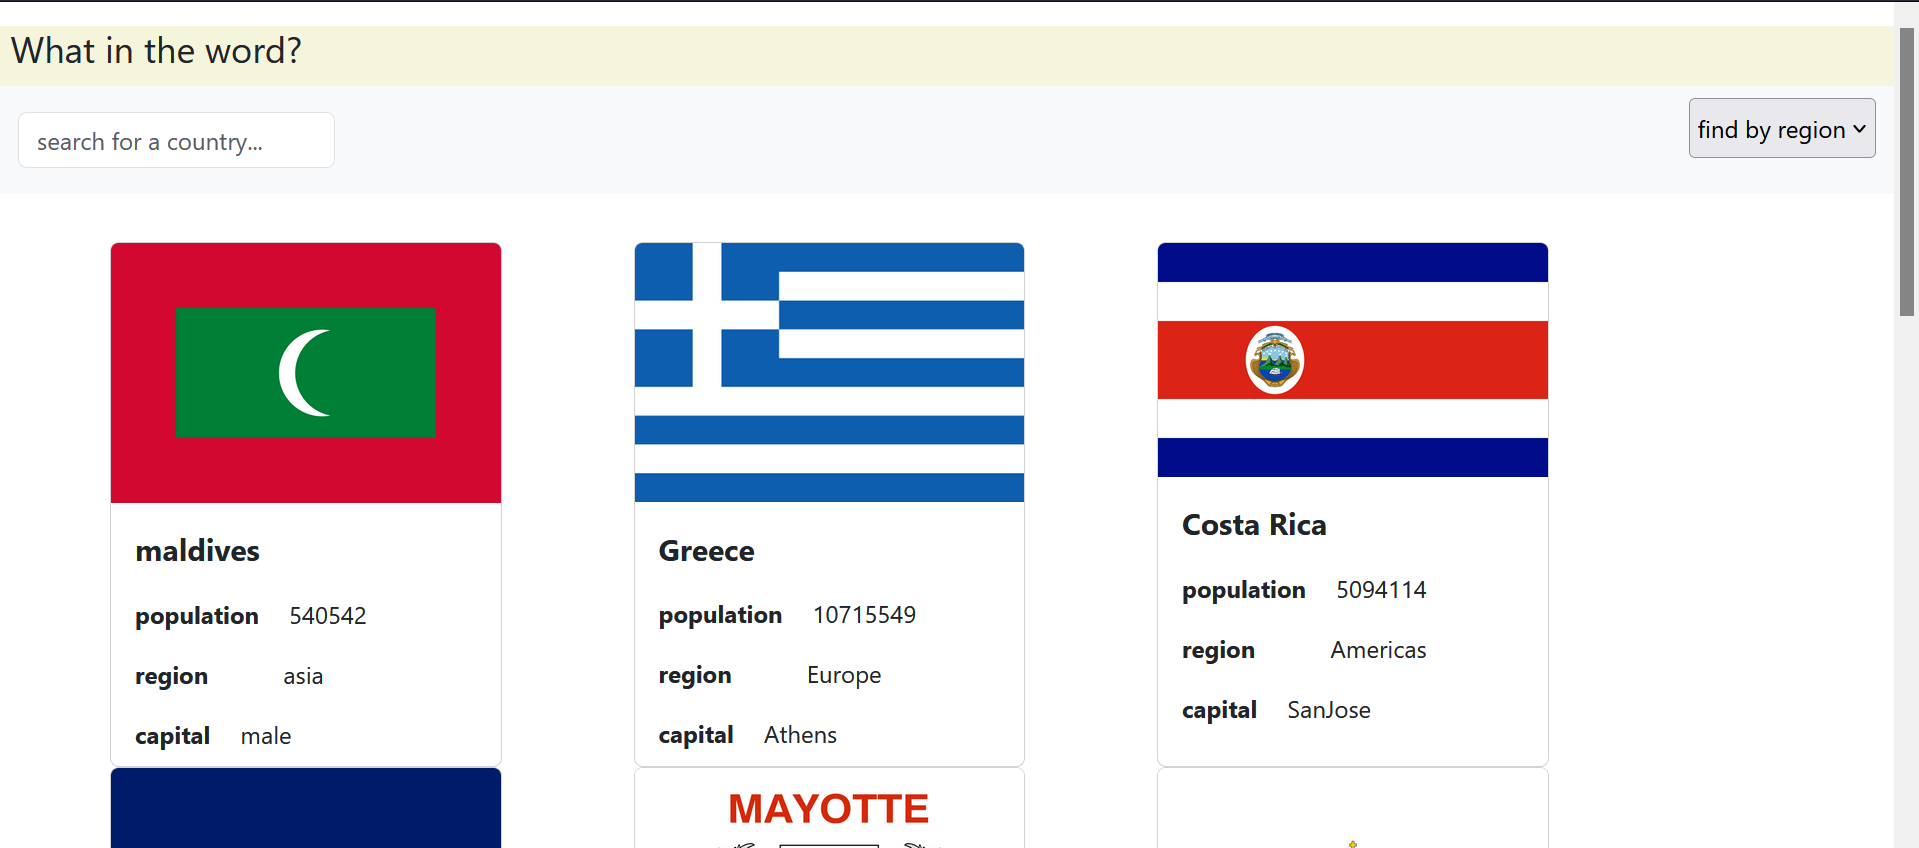 What in the word?
search for a country...
find by region
maldives
population 540542
region asia
capital male
Greece
population 10715549
region Europe
capital Athens
Costa Rica
population 5094114
region Americas
capital SanJose
MAYOTTE